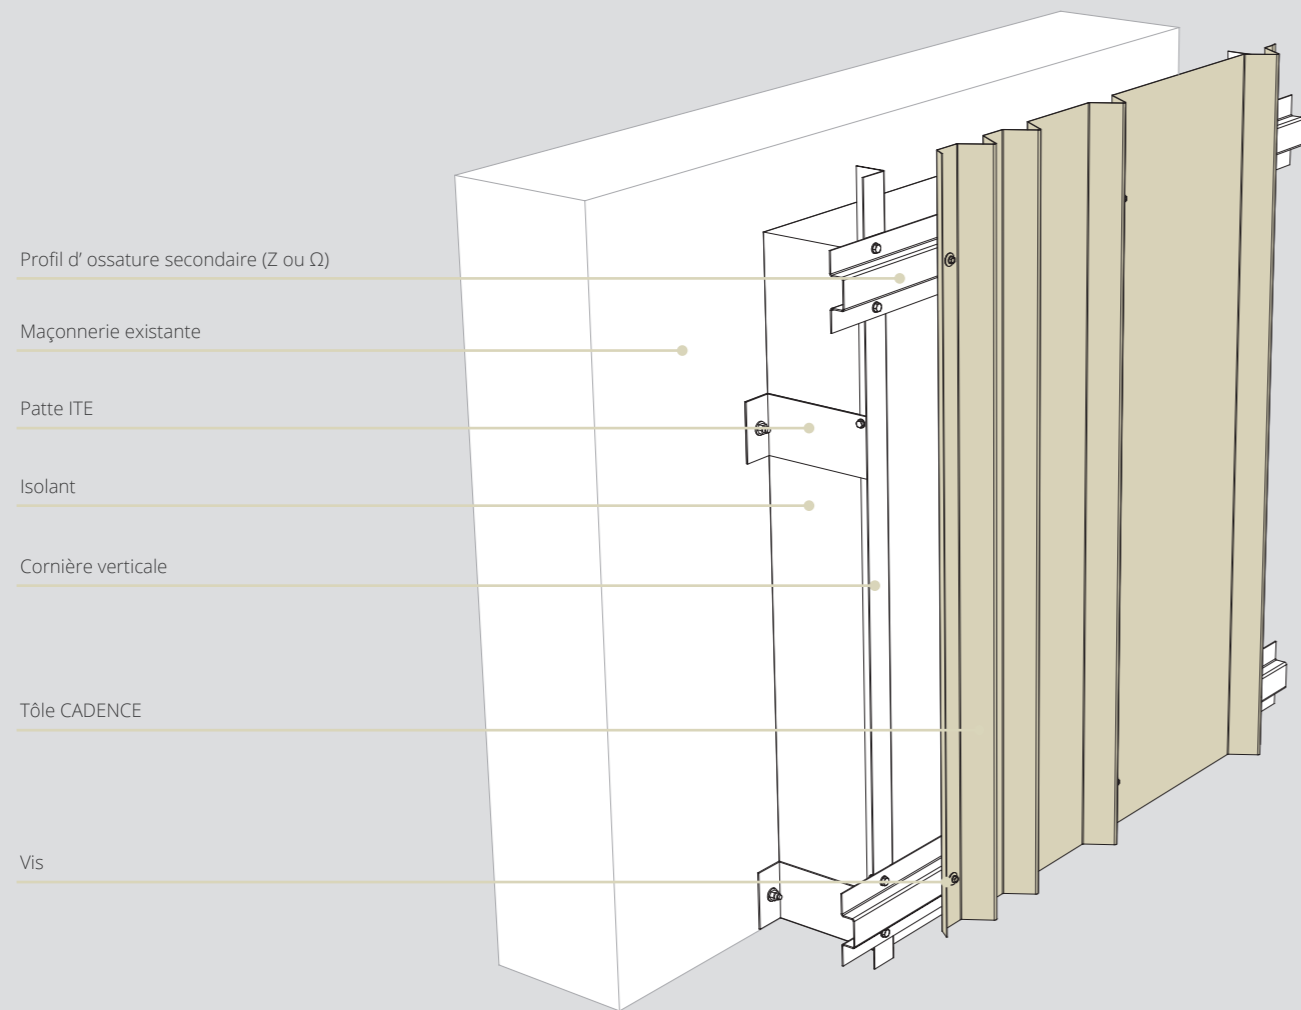 Profil d' ossature secondaire (Z ou Ω)
Maçonnerie existante
Patte ITE
Isolant
Cornière verticale
Tôle CADENCE
Vis